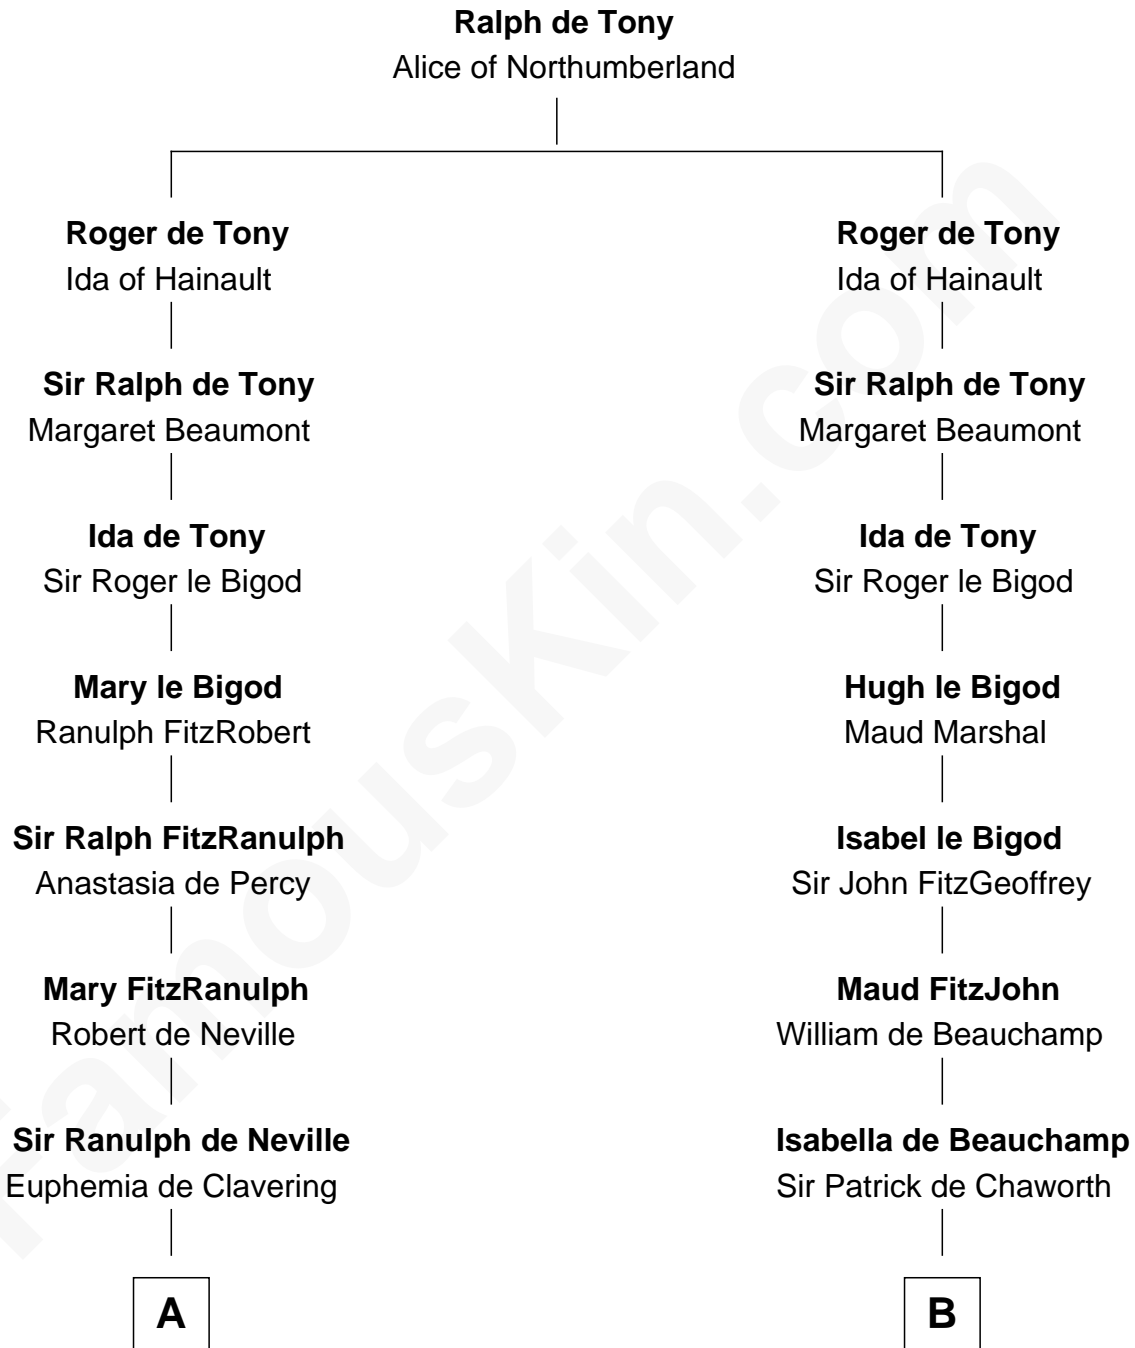 Ralph de Tony
Alice of Northumberland
Roger de Tony
Ida of Hainault
Roger de Tony
Ida of Hainault
Sir Ralph de Tony
Margaret Beaumont
Sir Ralph de Tony
Margaret Beaumont
Ida de Tony
Sir Roger le Bigod
Ida de Tony
Sir Roger le Bigod
Mary le Bigod
Ranulph FitzRobert
Hugh le Bigod
Maud Marshal
Sir Ralph FitzRanulph
Anastasia de Percy
Isabel le Bigod
Sir John FitzGeoffrey
Mary FitzRanulph
Robert de Neville
Maud FitzJohn
William de Beauchamp
Sir Ranulph de Neville
Euphemia de Clavering
Isabella de Beauchamp
Sir Patrick de Chaworth
A
B
FamousKin.com